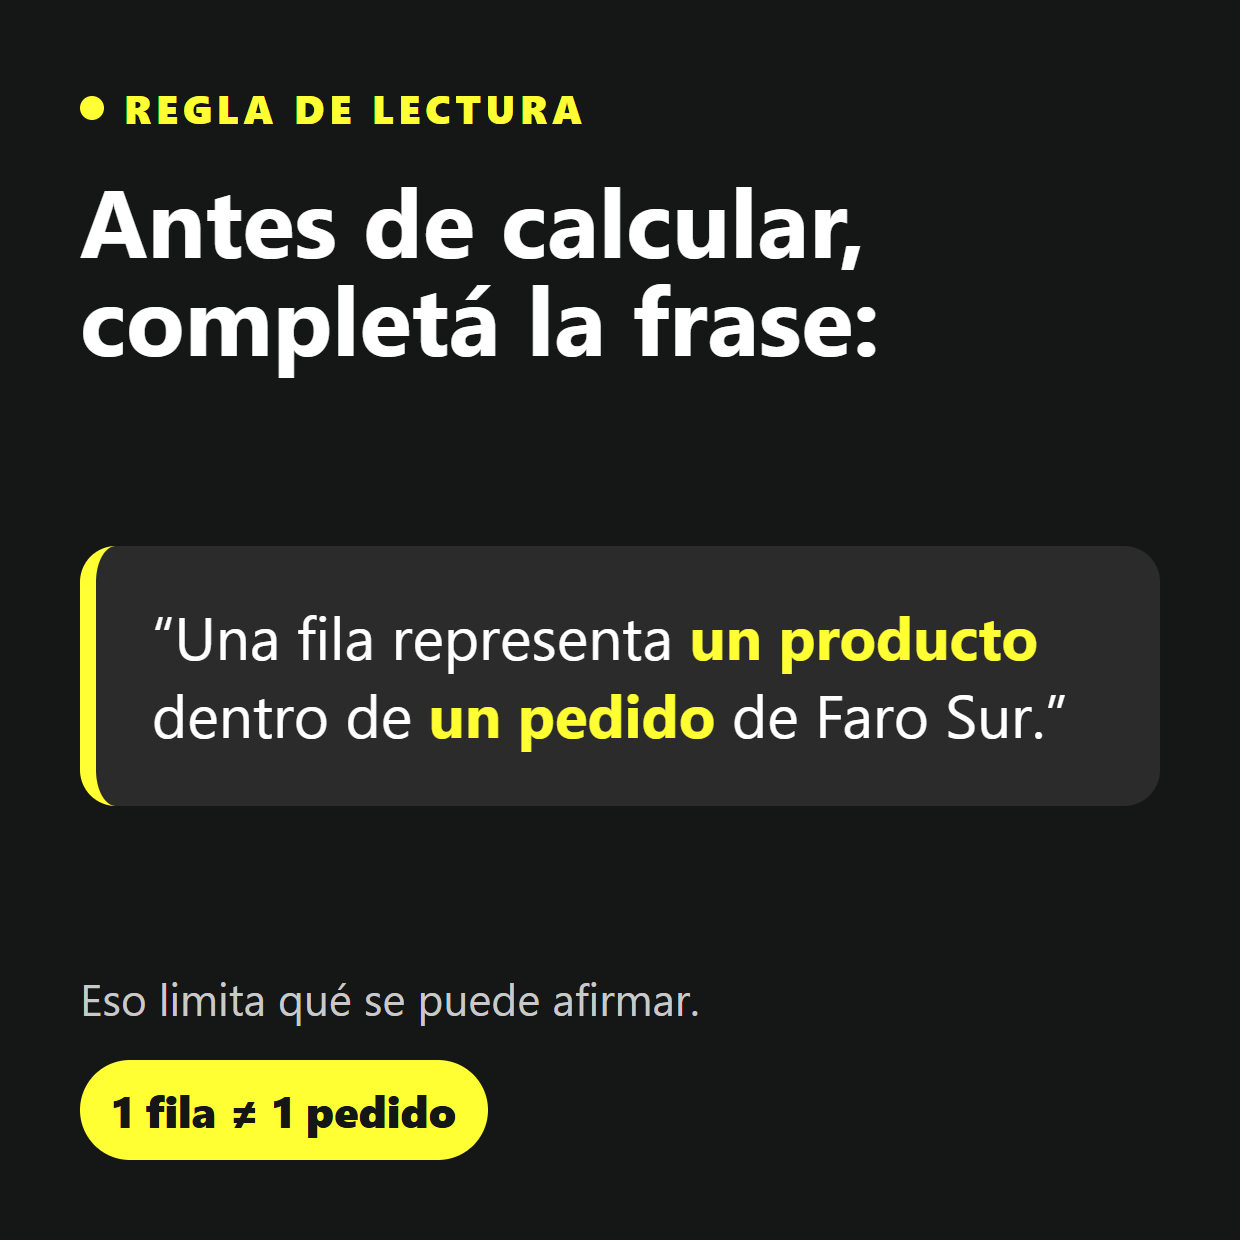 REGLA DE LECTURA
Antes de calcular,
completá la frase:
“Una fila representa un producto
dentro de un pedido de Faro Sur.”
Eso limita qué se puede afirmar.
1 fila ≠ 1 pedido